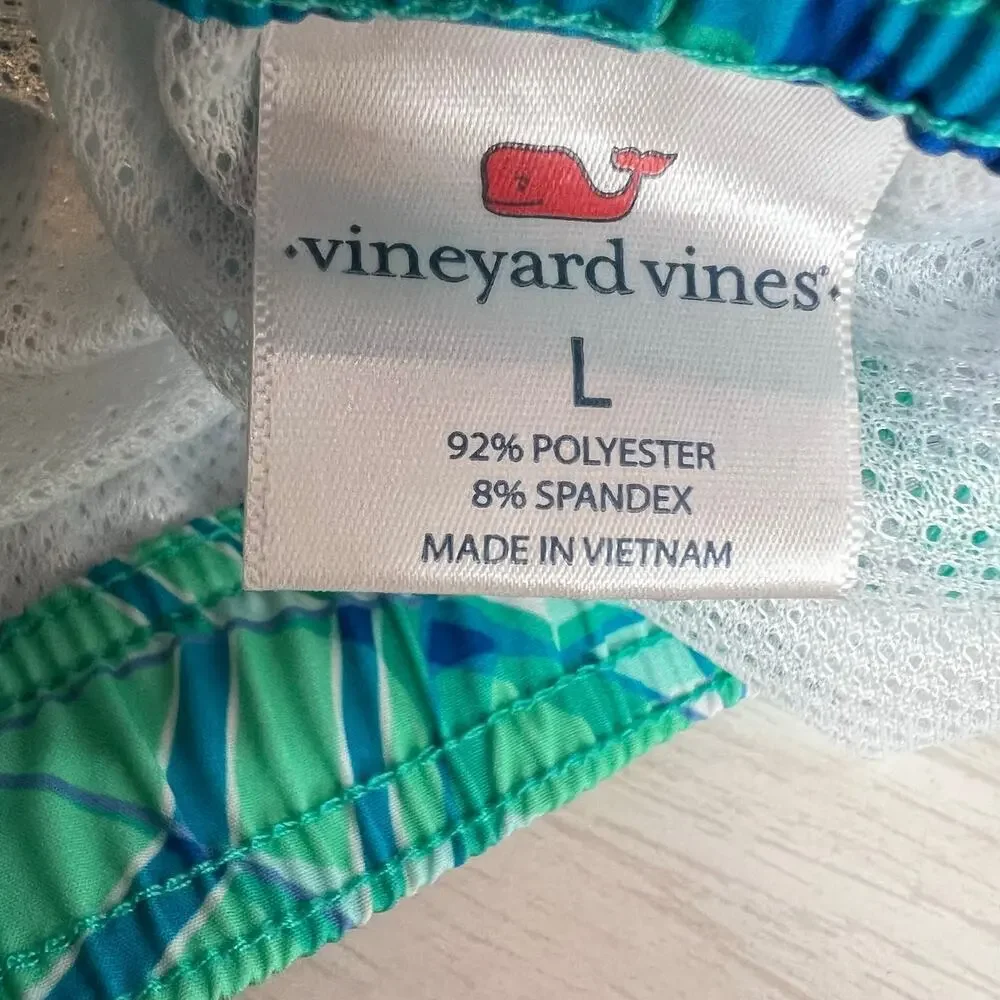 ·vineyard vines®·
L
92% POLYESTER
8% SPANDEX
MADE IN VIETNAM